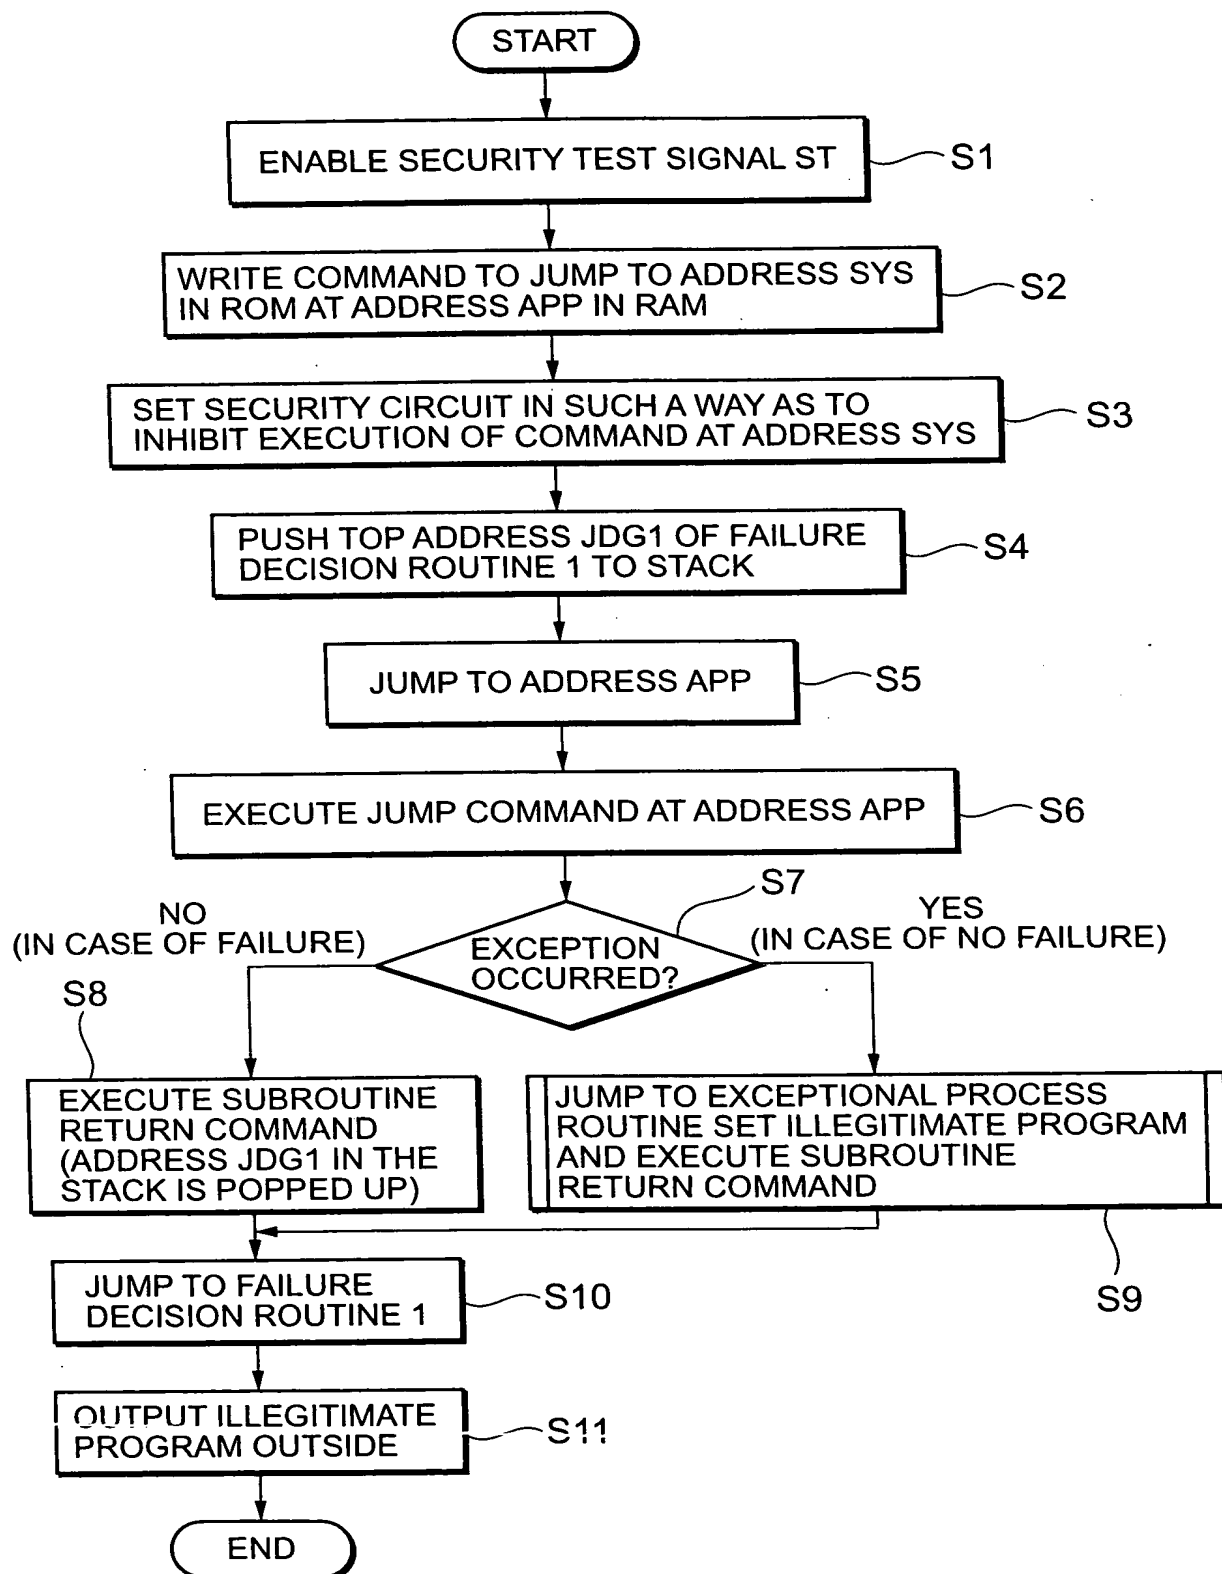 START
ENABLE SECURITY TEST SIGNAL ST
S1
WRITE COMMAND TO JUMP TO ADDRESS SYS
IN ROM AT ADDRESS APP IN RAM
S2
SET SECURITY CIRCUIT IN SUCH A WAY AS TO
INHIBIT EXECUTION OF COMMAND AT ADDRESS SYS
S3
PUSH TOP ADDRESS JDG1 OF FAILURE
DECISION ROUTINE 1 TO STACK
S4
JUMP TO ADDRESS APP
S5
EXECUTE JUMP COMMAND AT ADDRESS APP
S6
S7
NO
(IN CASE OF FAILURE)
EXCEPTION
OCCURRED?
YES
(IN CASE OF NO FAILURE)
S8
EXECUTE SUBROUTINE
RETURN COMMAND
(ADDRESS JDG1 IN THE
STACK IS POPPED UP)
JUMP TO EXCEPTIONAL PROCESS
ROUTINE SET ILLEGITIMATE PROGRAM
AND EXECUTE SUBROUTINE
RETURN COMMAND
S9
JUMP TO FAILURE
DECISION ROUTINE 1
S10
OUTPUT ILLEGITIMATE
PROGRAM OUTSIDE
S11
END